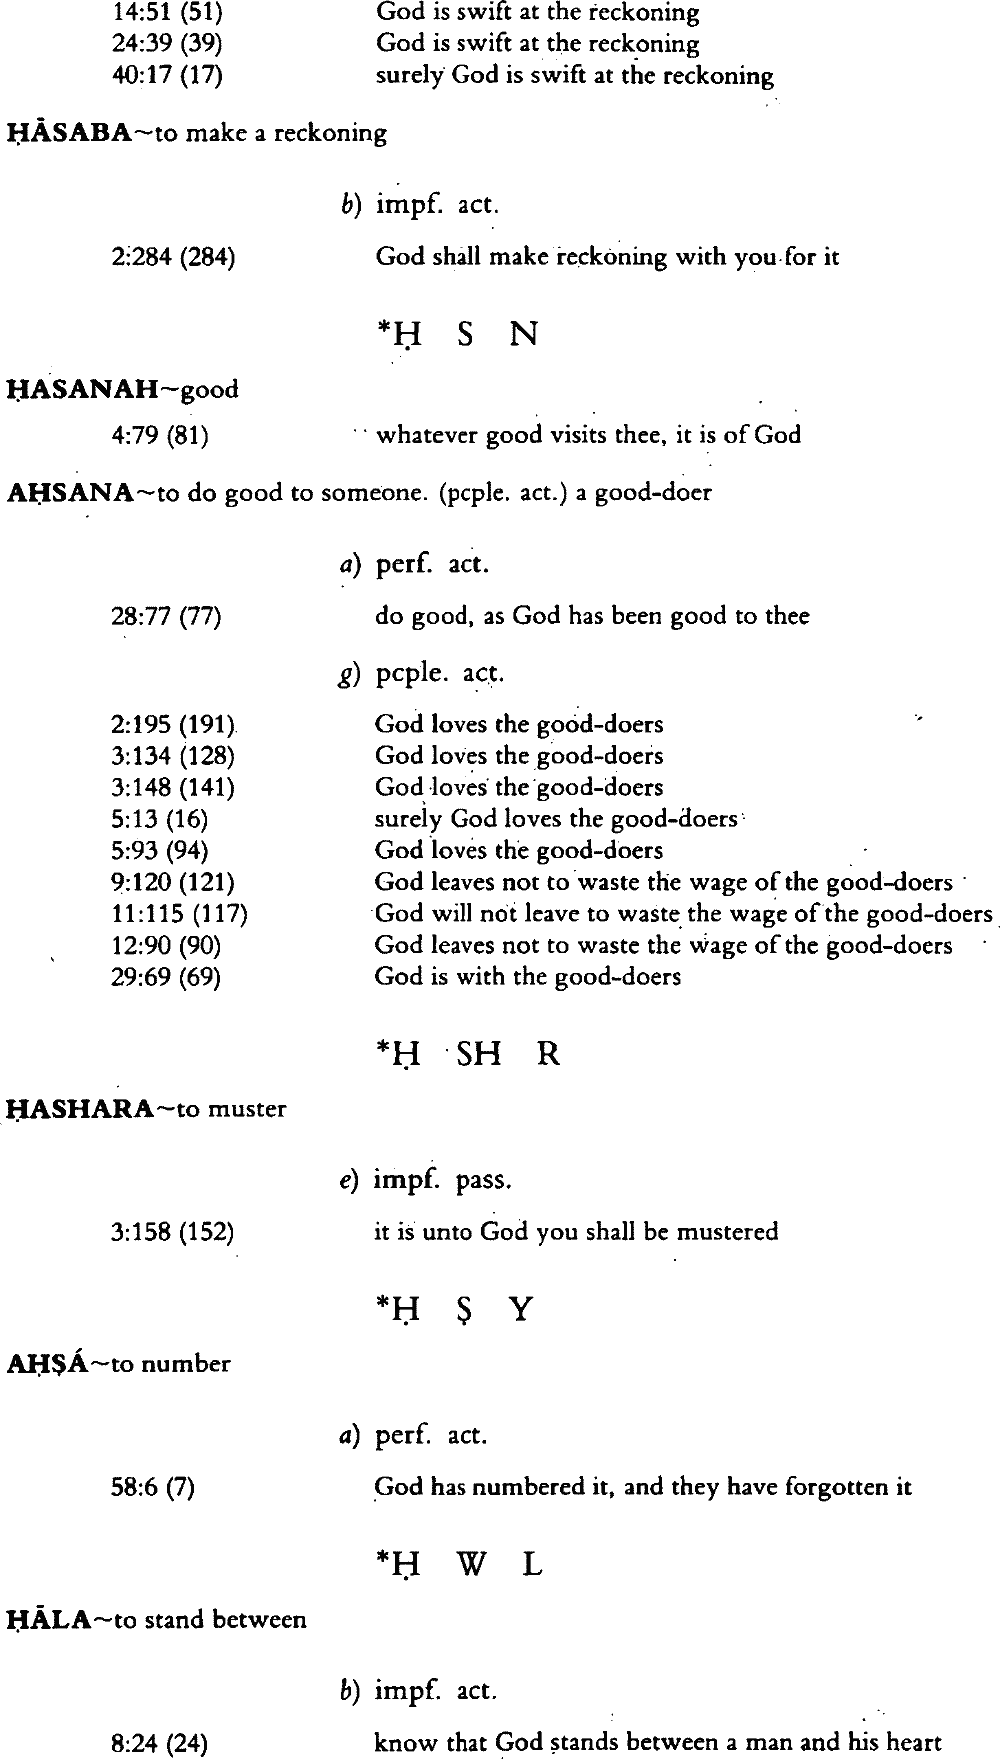 14:51 (51) God is swift at the reckoning
24:39 (39) God is swift at the reckoning
40:17 (17) surely God is swift at the reckoning
ḤĀSABA~to make a reckoning
b) impf. act.
2:284 (284) God shall make reckoning with you for it
*Ḥ S N
ḤASANAH~good
4:79 (81) whatever good visits thee, it is of God
AḤSANA~to do good to someone. (pcple. act.) a good-doer
a) perf. act.
28:77 (77) do good, as God has been good to thee
g) pcple. act.
2:195 (191) God loves the good-doers
3:134 (128) God loves the good-doers
3:148 (141) God loves the good-doers
5:13 (16) surely God loves the good-doers
5:93 (94) God loves the good-doers
9:120 (121) God leaves not to waste the wage of the good-doers
11:115 (117) God will not leave to waste the wage of the good-doers
12:90 (90) God leaves not to waste the wage of the good-doers
29:69 (69) God is with the good-doers
*Ḥ SH R
ḤASHARA~to muster
e) impf. pass.
3:158 (152) it is unto God you shall be mustered
*Ḥ Ṣ Y
AḤṢÁ~to number
a) perf. act.
58:6 (7) God has numbered it, and they have forgotten it
*Ḥ W L
ḤĀLA~to stand between
b) impf. act.
8:24 (24) know that God stands between a man and his heart